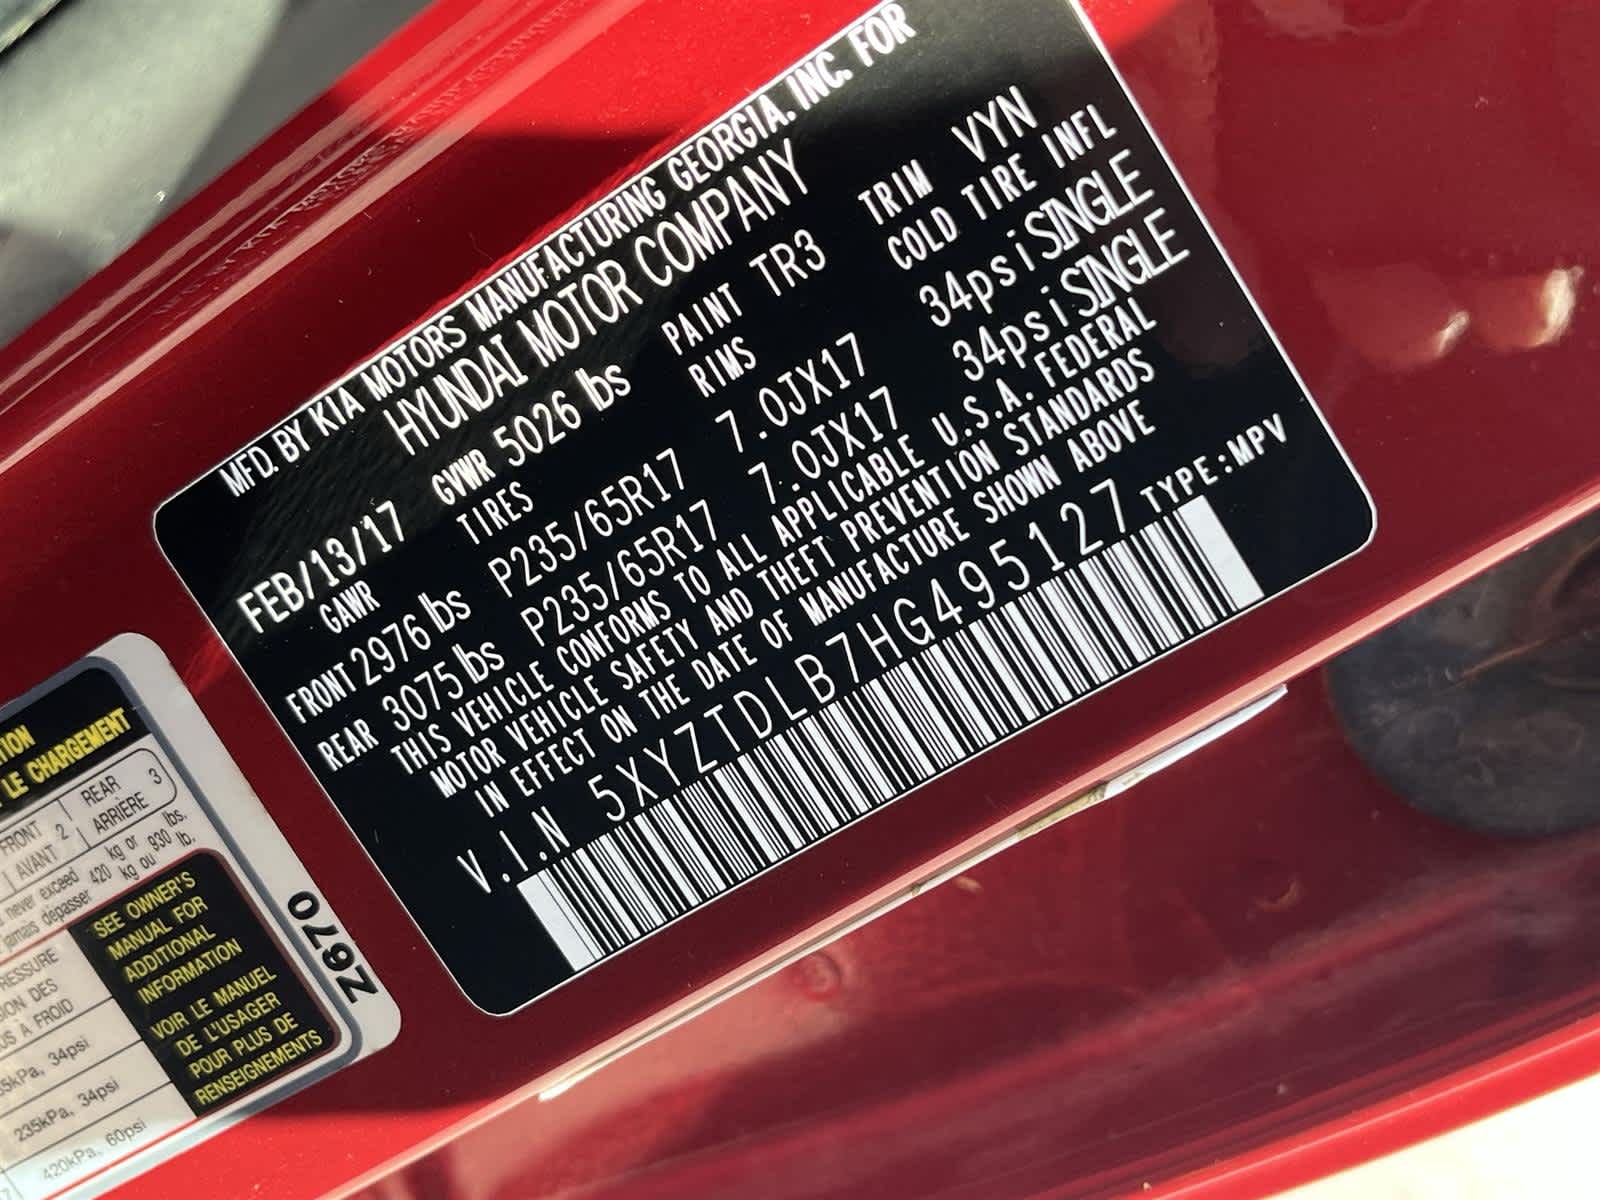 MFD. BY KIA MOTORS MANUFACTURING GEORGIA, INC. FOR
HYUNDAI MOTOR COMPANY
FEB/13/17 GVWR 5026 lbs PAINT TR3 TRIM VYN
GAWR TIRES RIMS COLD TIRE INFL
FRONT 2976 lbs P235/65R17 7.0JX17 34psi SINGLE
REAR 3075 lbs P235/65R17 7.0JX17 34psi SINGLE
THIS VEHICLE CONFORMS TO ALL APPLICABLE U.S.A. FEDERAL
MOTOR VEHICLE SAFETY AND THEFT PREVENTION STANDARDS
IN EFFECT ON THE DATE OF MANUFACTURE SHOWN ABOVE
V.I.N 5XYZTDLB7HG495127 TYPE:MPV
LE CHARGEMENT
FRONT 2 REAR 3
AVANT ARRIÈRE
never exceed 420 kg or 930 lbs.
jamais dépasser 420 kg ou 930 lb.
A FROID
34psi
235kPa, 34psi
420kPa, 60psi
SEE OWNER'S
MANUAL FOR
ADDITIONAL
INFORMATION
VOIR LE MANUEL
DE L'USAGER
POUR PLUS DE
RENSEIGNEMENTS
Z670